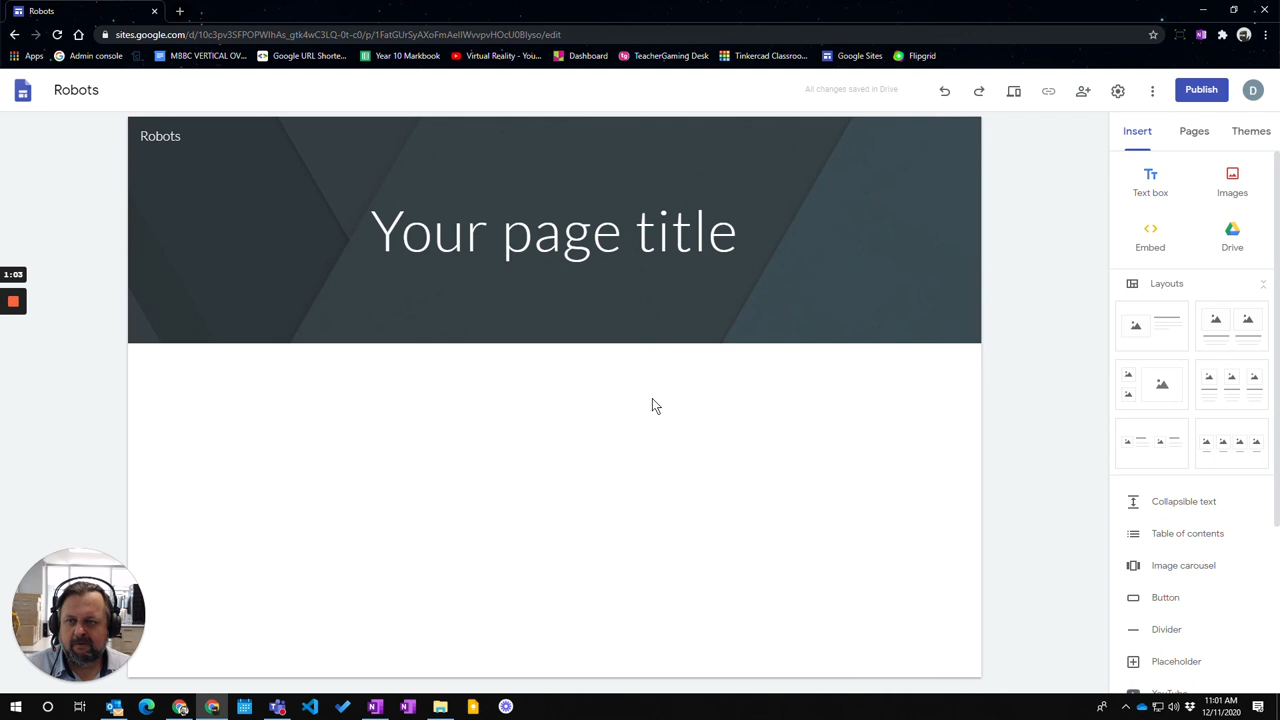 Robots
sites.google.com/d/10c3pv3SFPOPWlhAs_gtk4wC3LQ-0t-c0/p/1FatGUrSyAXoFmAeIIWvvpvHOcU0BIyso/edit
Apps
Admin console
MBBC VERTICAL OV...
Google URL Shorte...
Year 10 Markbook
Virtual Reality - You...
Dashboard
TeacherGaming Desk
Tinkercad Classroo...
Google Sites
Flipgrid
Robots
All changes saved in Drive
Publish
D
Robots
Your page title
Insert
Pages
Themes
Text box
Images
Embed
Drive
Layouts
1:03
Collapsible text
Table of contents
Image carousel
Button
Divider
Placeholder
YouTube
11:01 AM
12/11/2020